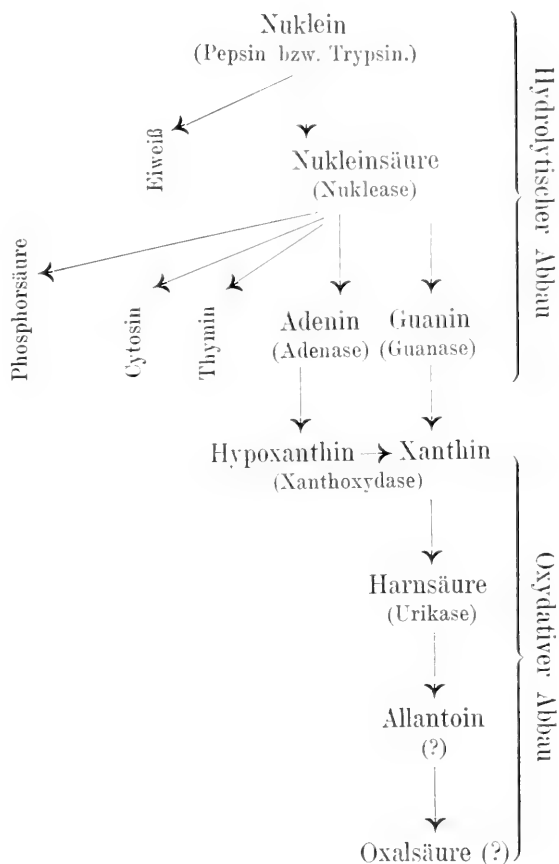 Nuklein
(Pepsin bzw. Trypsin.)
Eiweiß
Nukleinsäure
(Nuklease)
Hydrolytischer Abbau
Phosphorsäure
Cytosin
Thymin
Adenin Guanin
(Adenase) (Guanase)
Hypoxanthin Xanthin
(Xanthoxydase)
Harnsäure
(Urikase)
Oxydativer Abbau
Allantoin
(?)
Oxalsäure (?)